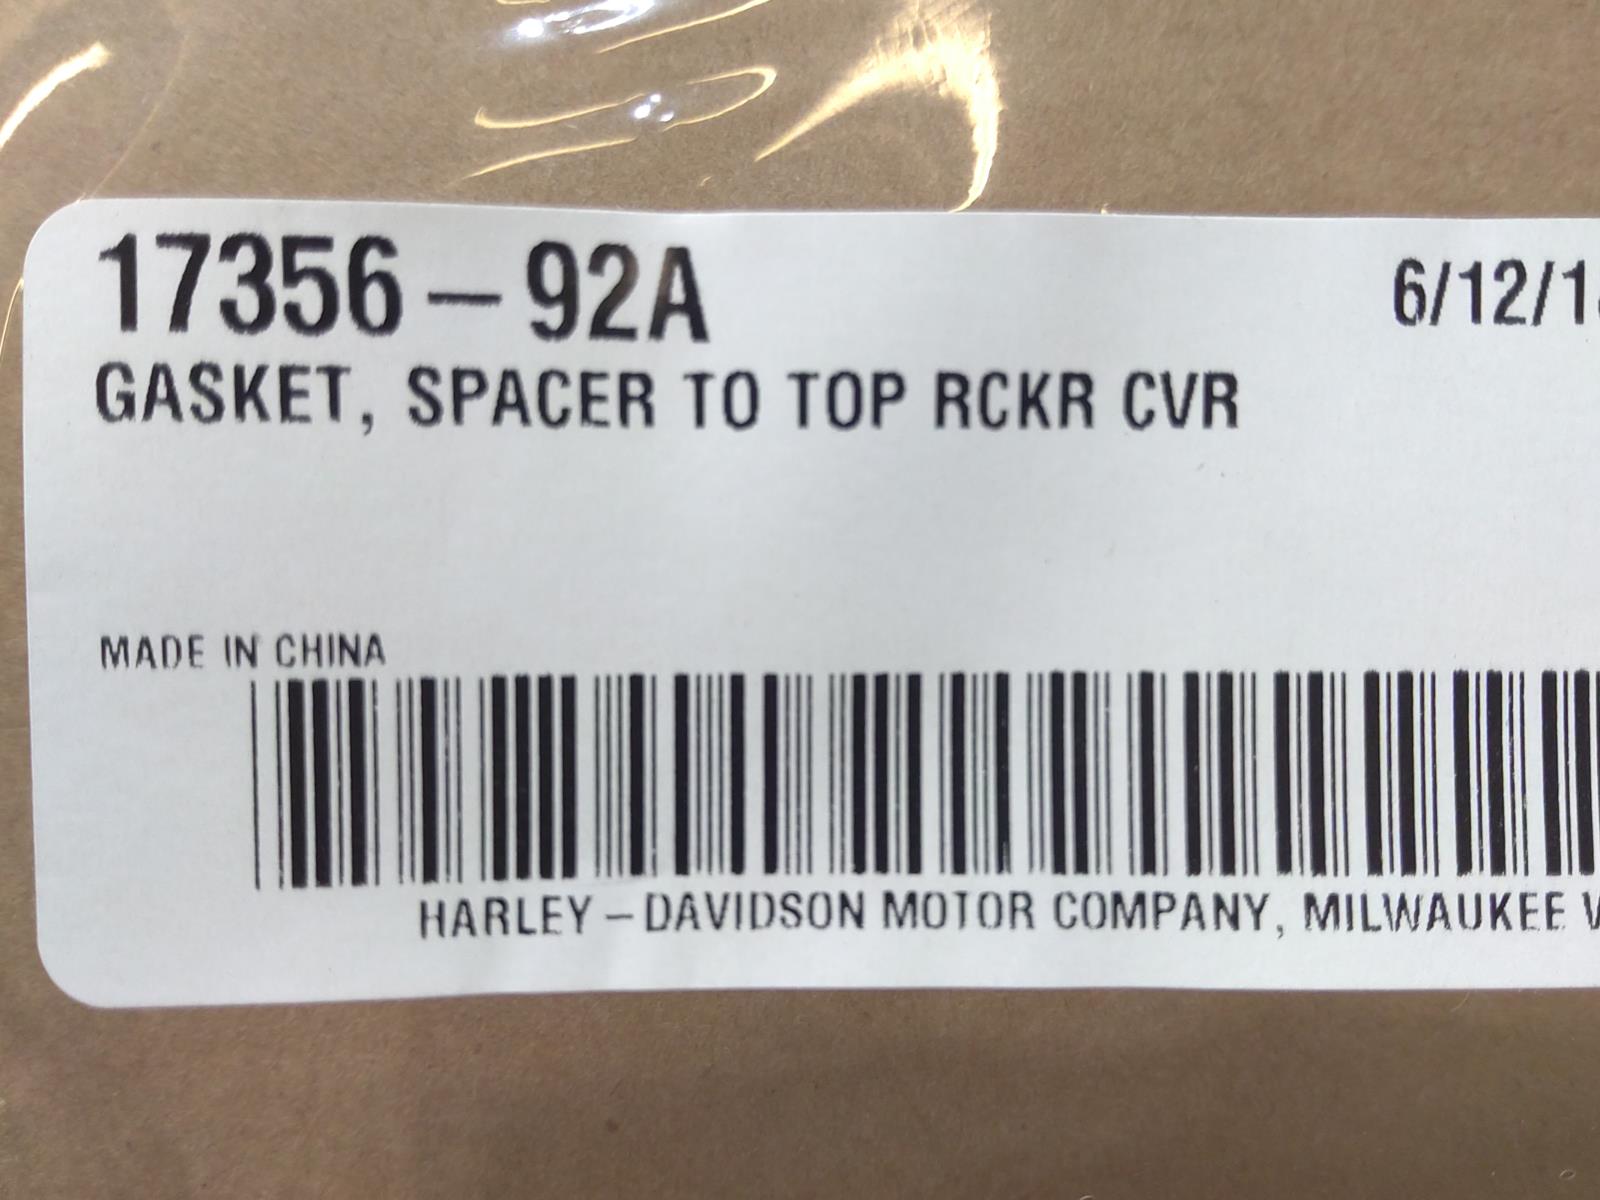 17356-92A
6/12/1
GASKET, SPACER TO TOP RCKR CVR
MADE IN CHINA
HARLEY-DAVIDSON MOTOR COMPANY, MILWAUKEE